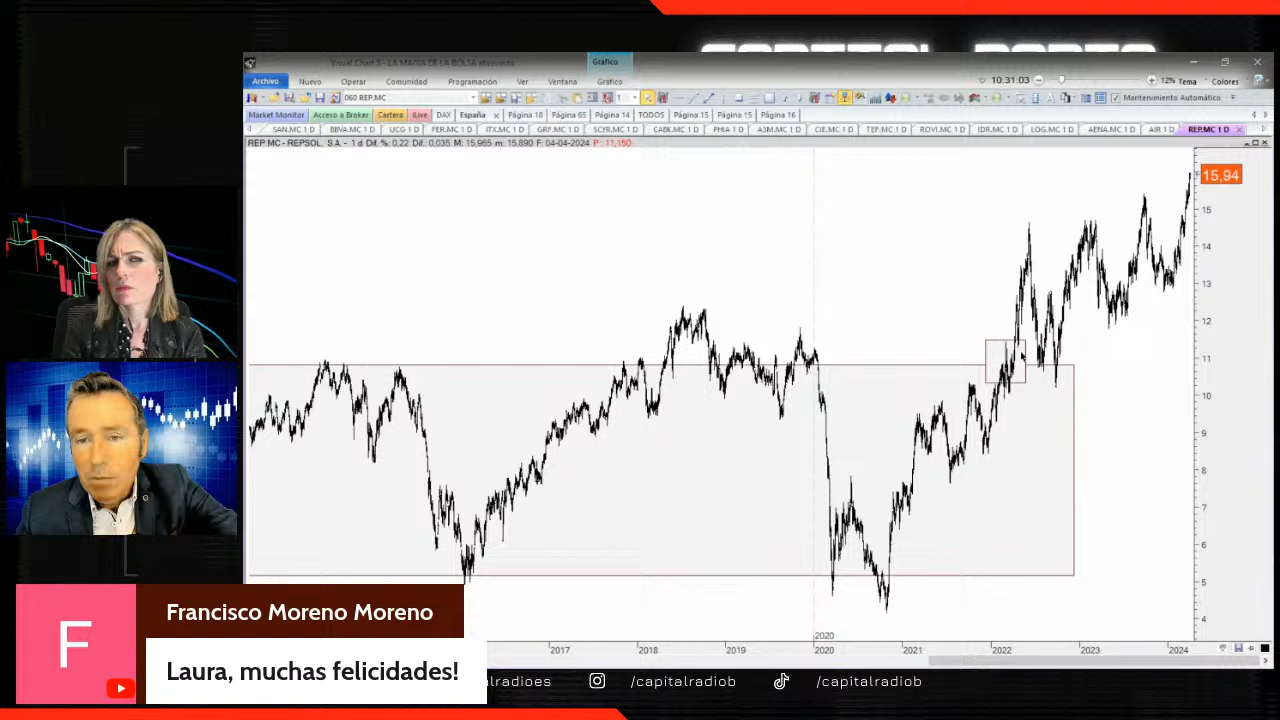 CAPITAL RADIO
Visual Chart 5 - LA MAGIA DE LA BOLSA abreviando
Gráfico
Archivo Nuevo Operar Comunidad Programación Ver Ventana Gráfico
10:31:03 12% Tema Colores
060 REP.MC 1 Mantenimiento Automático
Market Monitor Acceso a Broker Cartera iLive DAX España Página 18 Página 65 Página 14 TODOS Página 15 Página 15 Página 16
SAN.MC 1 D BBVA.MC 1 D UCG 1 D FER.MC 1 D ITX.MC 1 D GRF.MC 1 D SCYR.MC 1 D CABK.MC 1 D PHIA 1 D A3M.MC 1 D CIE.MC 1 D TEF.MC 1 D ROVI.MC 1 D IDR.MC 1 D LOG.MC 1 D AENA.MC 1 D AIR 1 D REP.MC 1 D
REP.MC - REPSOL, S.A. - 1 d Dif. %: 0,22 Dif.: 0,035 M: 15.965 m: 15.890 F: 04-04-2024 P : 11,150
15,94
15
14
13
12
11
10
9
8
7
6
5
4
2020
2017 2018 2019 2020 2021 2022 2023 2024
F
Francisco Moreno Moreno
Laura, muchas felicidades!
/capitalradiob /capitalradiob